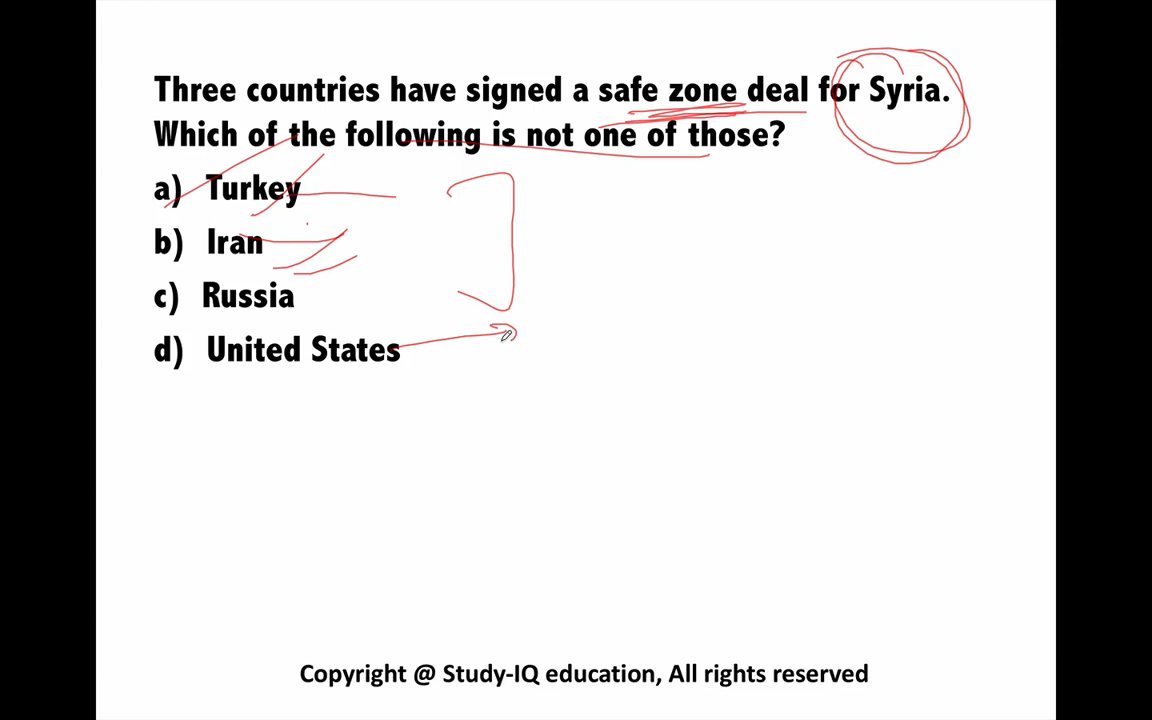 Three countries have signed a safe zone deal for Syria.
Which of the following is not one of those?
a) Turkey
b) Iran
c) Russia
d) United States
Copyright @ Study-IQ education, All rights reserved